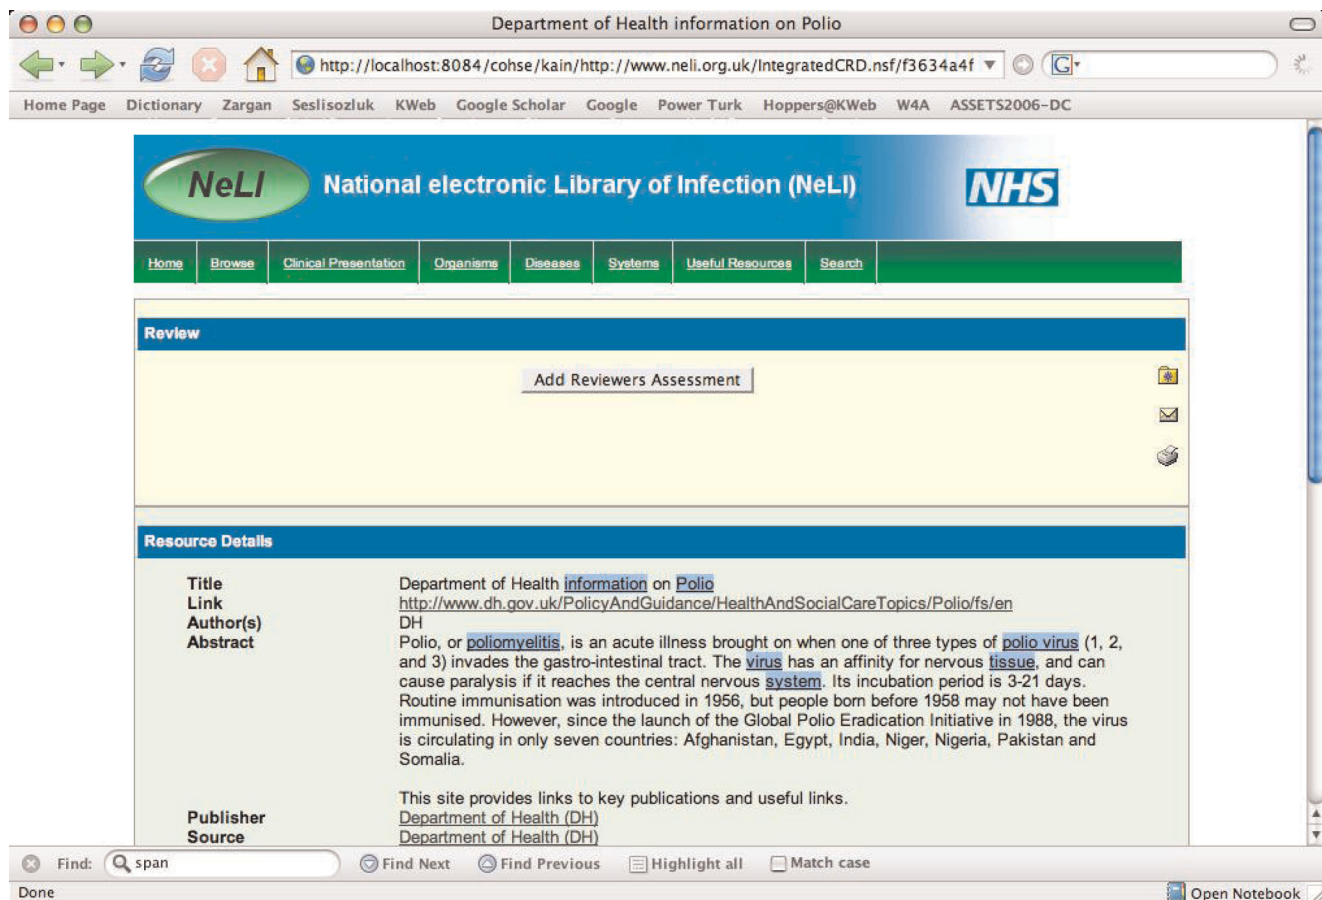 Department of Health information on Polio
http://localhost:8084/cohse/kain/http://www.neli.org.uk/IntegratedCRD.nsf/f3634a4f
G
Home Page Dictionary Zargan Seslisozluk KWeb Google Scholar Google Power Turk Hoppers@KWeb W4A ASSETS2006-DC
NeLI National electronic Library of Infection (NeLI) NHS
Home Browse Clinical Presentation Organisms Diseases Systems Useful Resources Search
Review
Add Reviewers Assessment
Resource Details
Title Department of Health information on Polio
Link http://www.dh.gov.uk/PolicyAndGuidance/HealthAndSocialCareTopics/Polio/fs/en
Author(s) DH
Abstract Polio, or poliomyelitis, is an acute illness brought on when one of three types of polio virus (1, 2,
and 3) invades the gastro-intestinal tract. The virus has an affinity for nervous tissue, and can
cause paralysis if it reaches the central nervous system. Its incubation period is 3-21 days.
Routine immunisation was introduced in 1956, but people born before 1958 may not have been
immunised. However, since the launch of the Global Polio Eradication Initiative in 1988, the virus
is circulating in only seven countries: Afghanistan, Egypt, India, Niger, Nigeria, Pakistan and
Somalia.
This site provides links to key publications and useful links.
Publisher Department of Health (DH)
Source Department of Health (DH)
Find: span Find Next Find Previous Highlight all Match case
Done Open Notebook